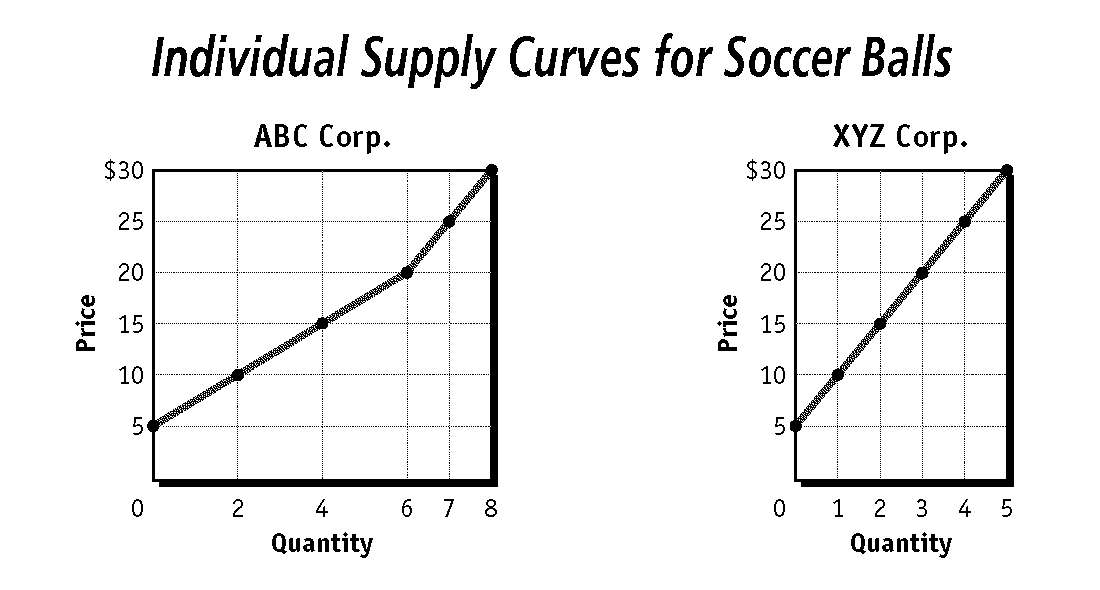 Individual Supply Curves for Soccer Balls
ABC Corp.
$30
25
20
15
10
5
0
2 4 6 7 8
Price
Quantity
XYZ Corp.
$30
25
20
15
10
5
0
1 2 3 4 5
Price
Quantity